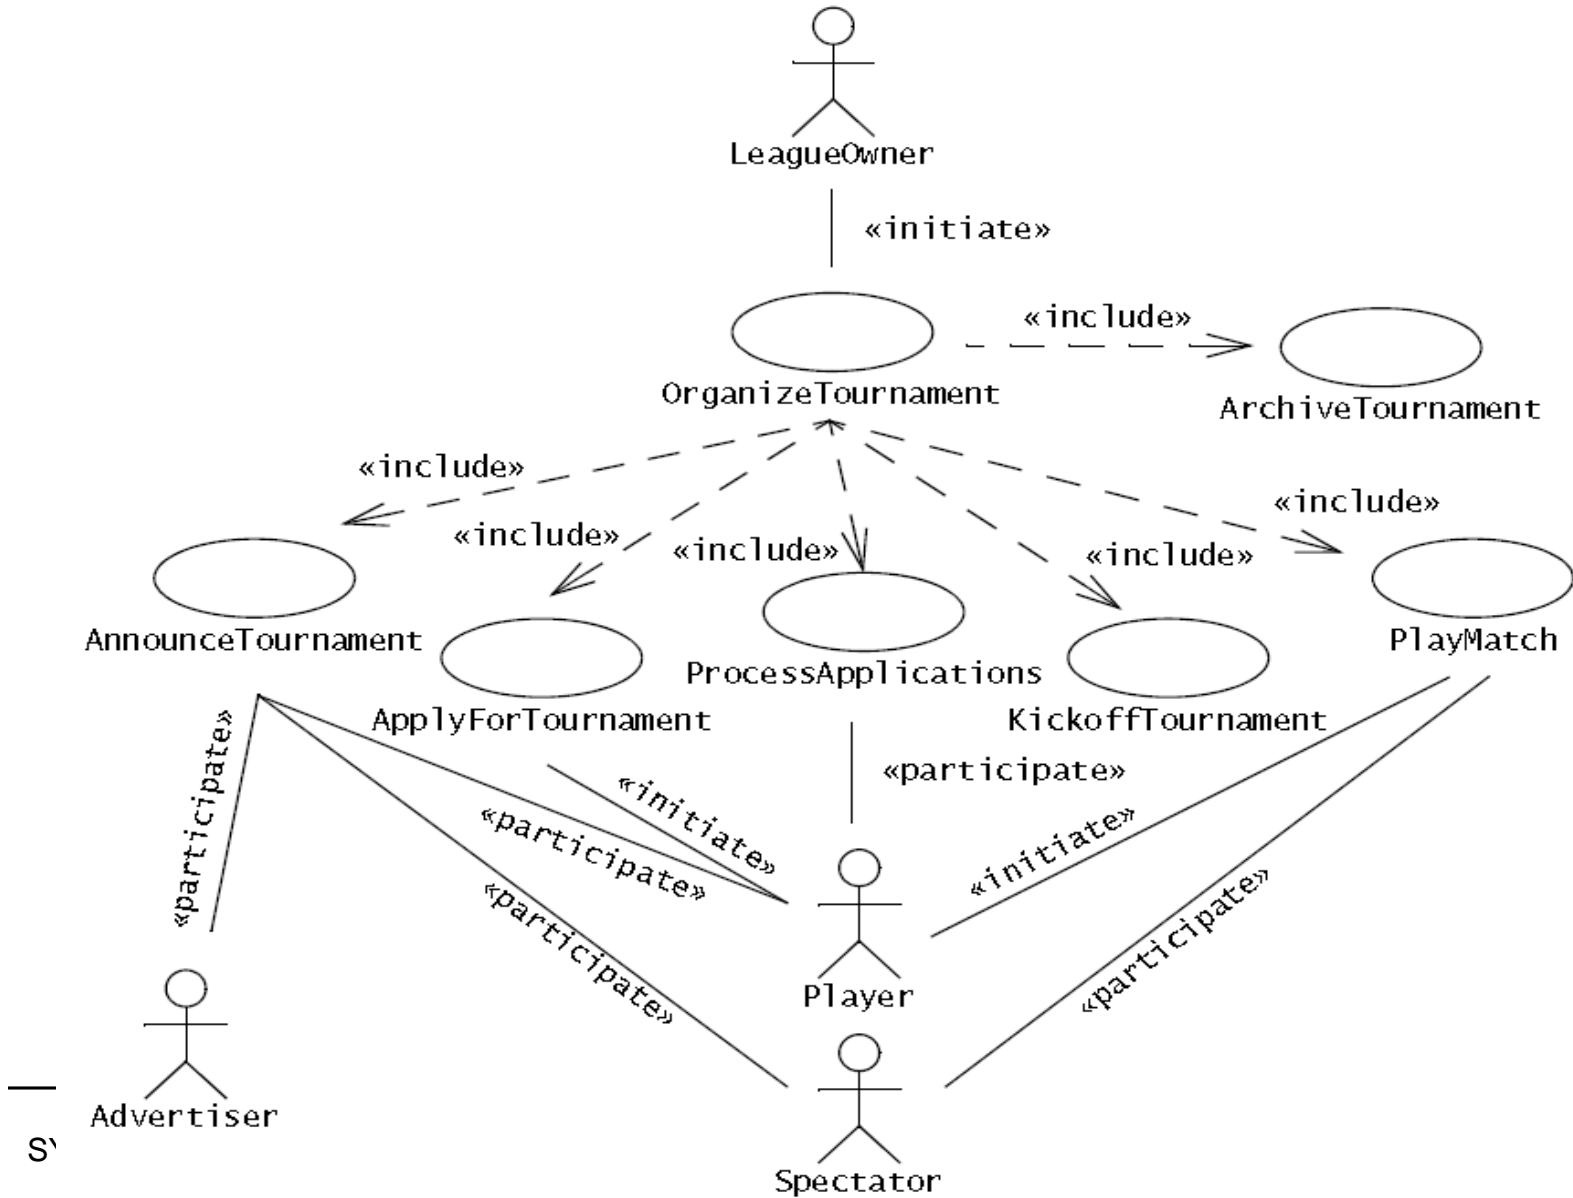 LeagueOwner
«initiate»
«include»
OrganizeTournament
ArchiveTournament
«include»
«include»
«include»
«include»
«include»
AnnounceTournament
PlayMatch
ProcessApplications
ApplyForTournament
KickoffTournament
«participate»
«initiate»
«participate»
«participate»
«participate»
«initiate»
«participate»
Player
Advertiser
Spectator